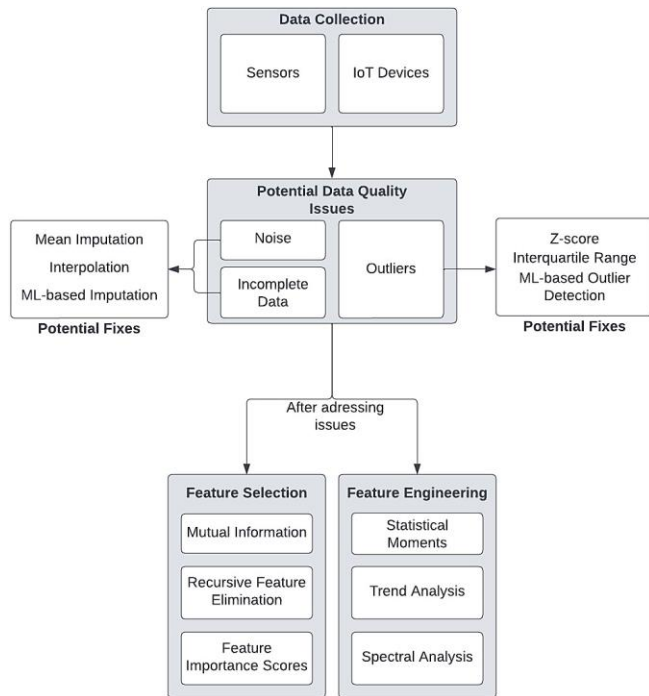 Data Collection
Sensors
IoT Devices
Potential Data Quality
Issues
Mean Imputation
Interpolation
ML-based Imputation
Potential Fixes
Noise
Incomplete
Data
Outliers
Z-score
Interquartile Range
ML-based Outlier
Detection
Potential Fixes
After adressing
issues
Feature Selection
Mutual Information
Recursive Feature
Elimination
Feature
Importance Scores
Feature Engineering
Statistical
Moments
Trend Analysis
Spectral Analysis